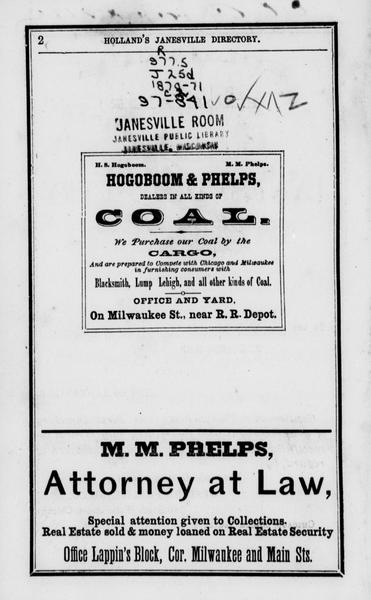 2 HOLLAND'S JANESVILLE DIRECTORY.
R
977.5
J25d
1870-71
JANESVILLE ROOM
JANESVILLE PUBLIC LIBRARY
JANESVILLE, WISCONSIN
H. S. Hogoboom. M. M. Phelps.
HOGOBOOM & PHELPS,
DEALERS IN ALL KINDS OF
COAL.
We Purchase our Coal by the
CARGO,
And are prepared to Compete with Chicago and Milwaukee
in furnishing consumers with
Blacksmith, Lump Lehigh, and all other kinds of Coal.
OFFICE AND YARD,
On Milwaukee St., near R. R. Depot.
M. M. PHELPS,
Attorney at Law,
Special attention given to Collections.
Real Estate sold & money loaned on Real Estate Security
Office Lappin's Block, Cor. Milwaukee and Main Sts.